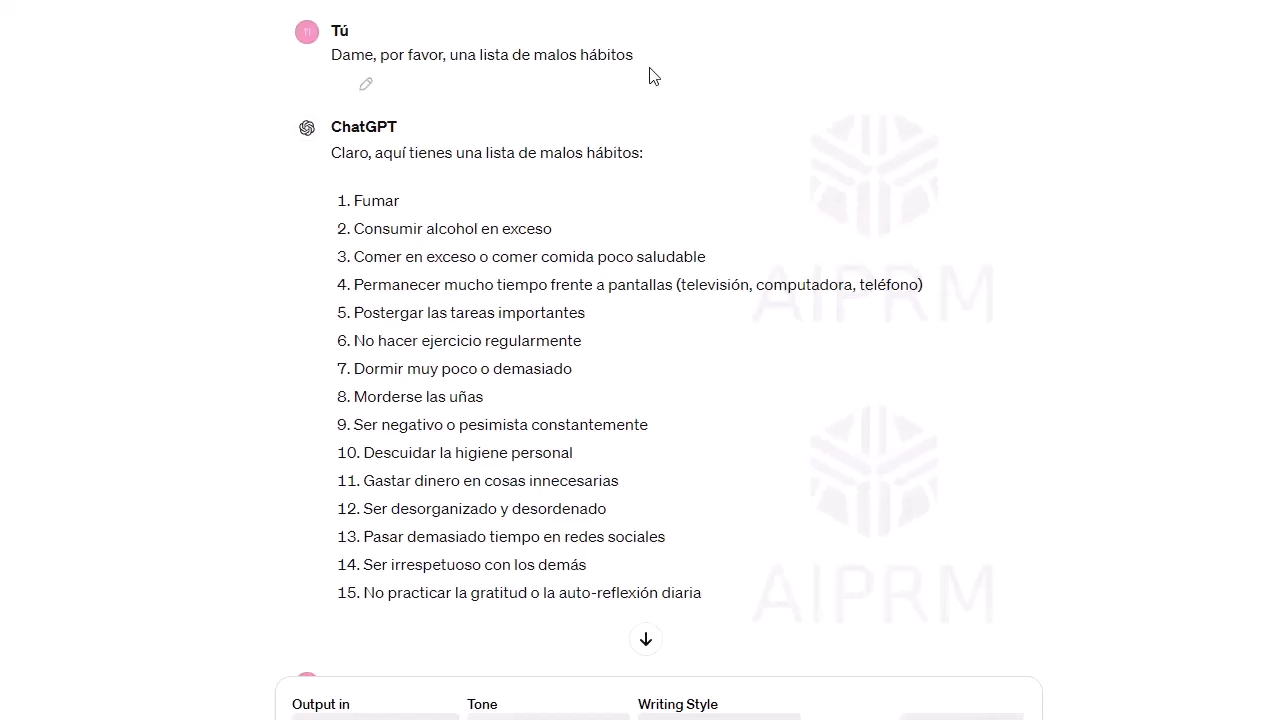 Tú
Dame, por favor, una lista de malos hábitos
ChatGPT
Claro, aquí tienes una lista de malos hábitos:
1. Fumar
2. Consumir alcohol en exceso
3. Comer en exceso o comer comida poco saludable
4. Permanecer mucho tiempo frente a pantallas (televisión, computadora, teléfono)
5. Postergar las tareas importantes
6. No hacer ejercicio regularmente
7. Dormir muy poco o demasiado
8. Morderse las uñas
9. Ser negativo o pesimista constantemente
10. Descuidar la higiene personal
11. Gastar dinero en cosas innecesarias
12. Ser desorganizado y desordenado
13. Pasar demasiado tiempo en redes sociales
14. Ser irrespetuoso con los demás
15. No practicar la gratitud o la auto-reflexión diaria
AIPRM
AIPRM
Output in
Tone
Writing Style